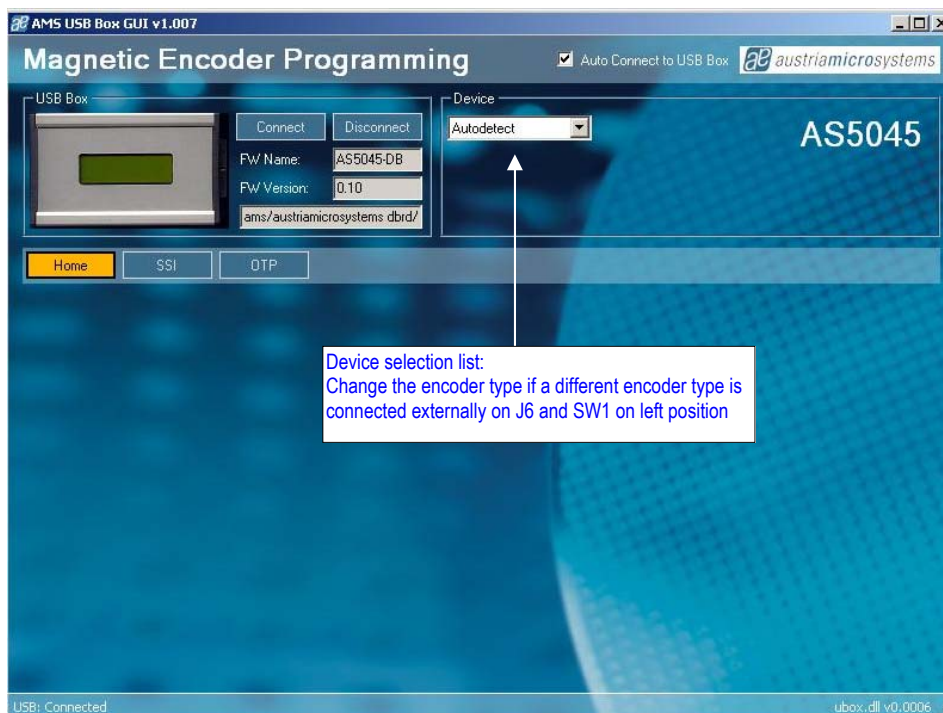 AMS USB Box GUI v1.007
Magnetic Encoder Programming
Auto Connect to USB Box
austriamicrosystems
USB Box
Connect
Disconnect
FW Name:
AS5045-DB
FW Version:
0.10
ams/austriamicrosystems dbrd/
Device
Autodetect
AS5045
Home
SSI
OTP
Device selection list:
Change the encoder type if a different encoder type is
connected externally on J6 and SW1 on left position
USB: Connected
ubox.dll v0.0006